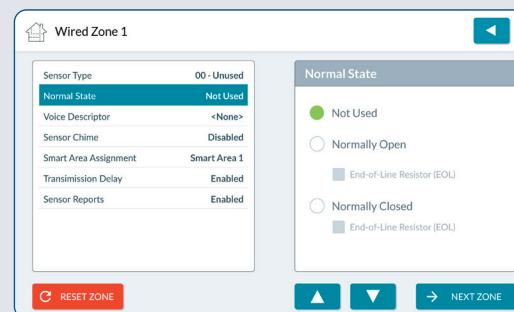 Wired Zone 1
Sensor Type 00 - Unused
Normal State Not Used
Voice Descriptor <None>
Sensor Chime Disabled
Smart Area Assignment Smart Area 1
Transimission Delay Enabled
Sensor Reports Enabled
RESET ZONE
Normal State
Not Used
Normally Open
End-of-Line Resistor (EOL)
Normally Closed
End-of-Line Resistor (EOL)
NEXT ZONE